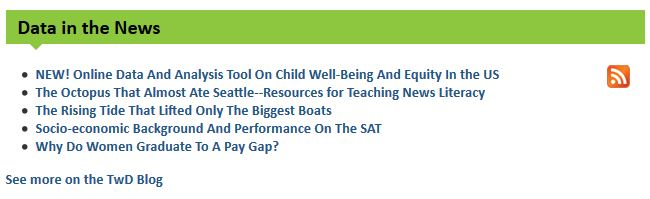 Data in the News
NEW! Online Data And Analysis Tool On Child Well-Being And Equity In the US
The Octopus That Almost Ate Seattle--Resources for Teaching News Literacy
The Rising Tide That Lifted Only The Biggest Boats
Socio-economic Background And Performance On The SAT
Why Do Women Graduate To A Pay Gap?
See more on the TwD Blog